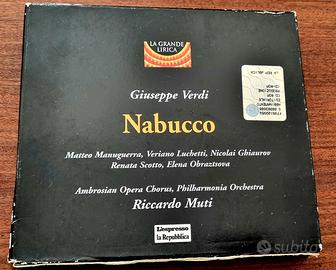 LA GRANDE
LIRICA
Giuseppe Verdi
Nabucco
Matteo Manuguerra, Veriano Luchetti, Nicolai Ghiaurov
Renata Scotto, Elena Obraztsova
Ambrosian Opera Chorus, Philharmonia Orchestra
Riccardo Muti
L'espresso
la Repubblica
subito